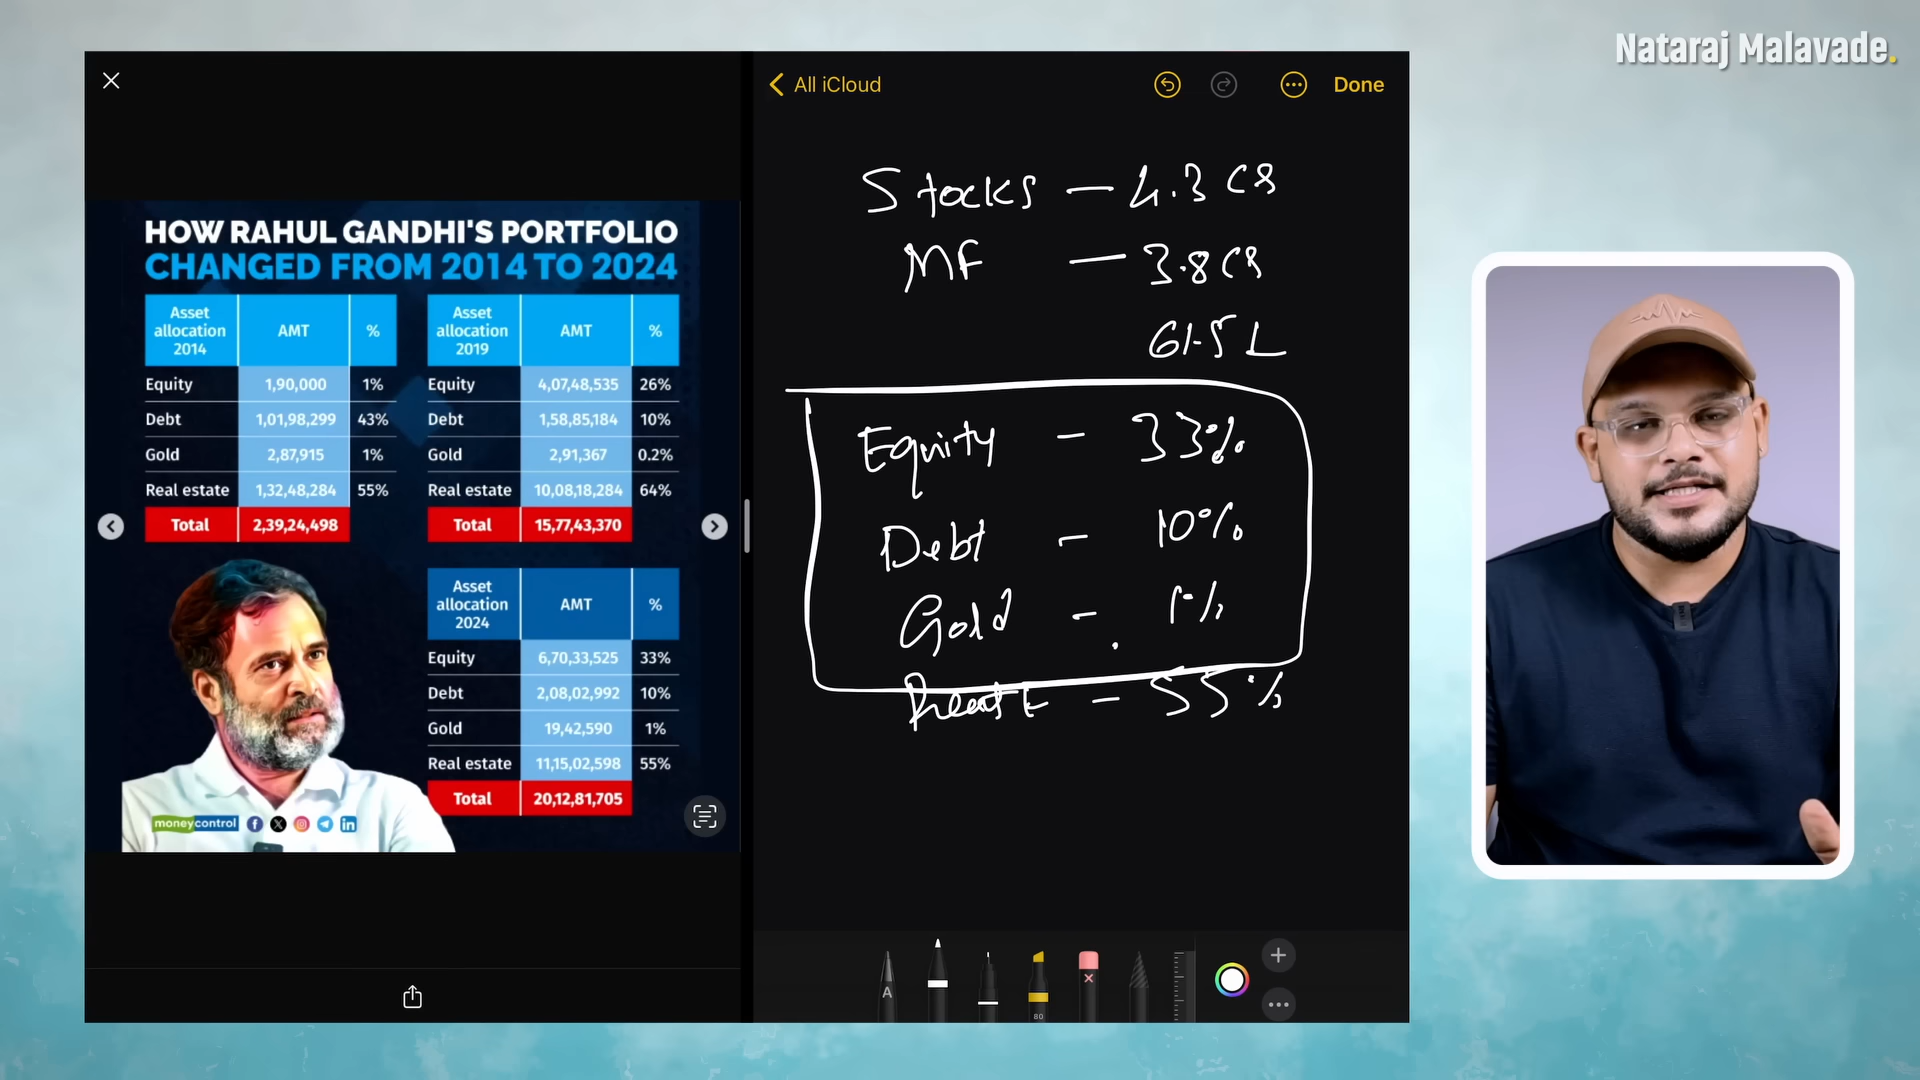 Nataraj Malavade.
HOW RAHUL GANDHI'S PORTFOLIO
CHANGED FROM 2014 TO 2024
Asset allocation 2014 AMT %
Equity 1,90,000 1%
Debt 1,01,98,299 43%
Gold 2,87,915 1%
Real estate 1,32,48,284 55%
Total 2,39,24,498
Asset allocation 2019 AMT %
Equity 4,07,48,535 26%
Debt 1,58,85,184 10%
Gold 2,91,367 0.2%
Real estate 10,08,18,284 64%
Total 15,77,43,370
Asset allocation 2024 AMT %
Equity 6,70,33,525 33%
Debt 2,08,02,992 10%
Gold 19,42,590 1%
Real estate 11,15,02,598 55%
Total 20,12,81,705
moneycontrol
All iCloud Done
Stocks — 4.3 CR
MF — 3.8 CR
61.5 L
Equity - 33%
Debt - 10%
Gold - 1%
- 55%
A
80